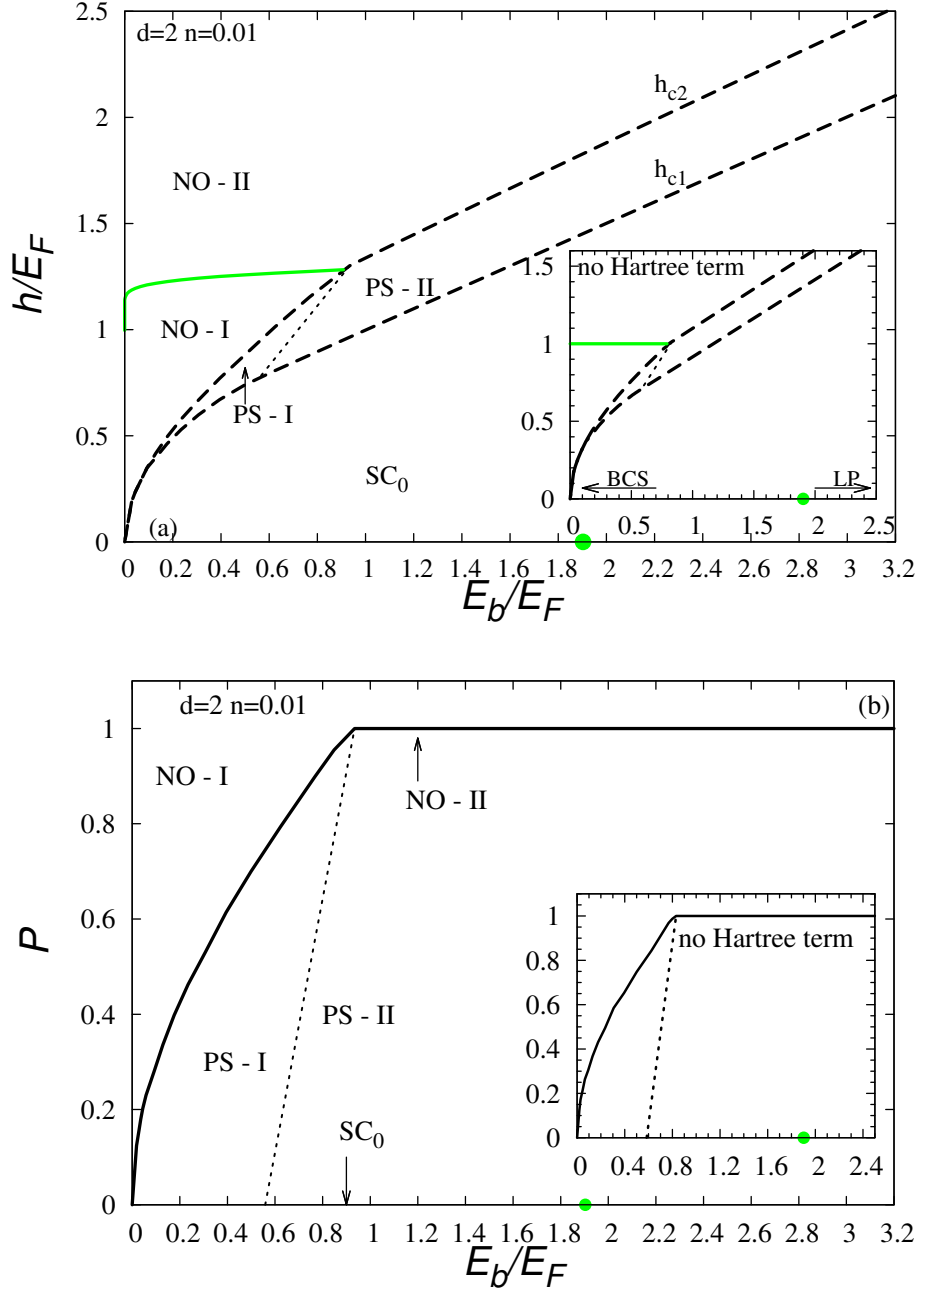 d=2 n=0.01
2.5
2
1.5
1
0.5
0
h/E_F
h_c2
h_c1
NO - II
NO - I
PS - II
PS - I
SC_0
(a)
no Hartree term
1.5
1
0.5
0
BCS
LP
0 0.5 1 1.5 2 2.5
0 0.2 0.4 0.6 0.8 1 1.2 1.4 1.6 1.8 2 2.2 2.4 2.6 2.8 3 3.2
E_b/E_F
d=2 n=0.01
(b)
1
0.8
0.6
0.4
0.2
0
P
NO - I
NO - II
PS - II
PS - I
SC_0
no Hartree term
1
0.8
0.6
0.4
0.2
0
0 0.4 0.8 1.2 1.6 2 2.4
0 0.2 0.4 0.6 0.8 1 1.2 1.4 1.6 1.8 2 2.2 2.4 2.6 2.8 3 3.2
E_b/E_F